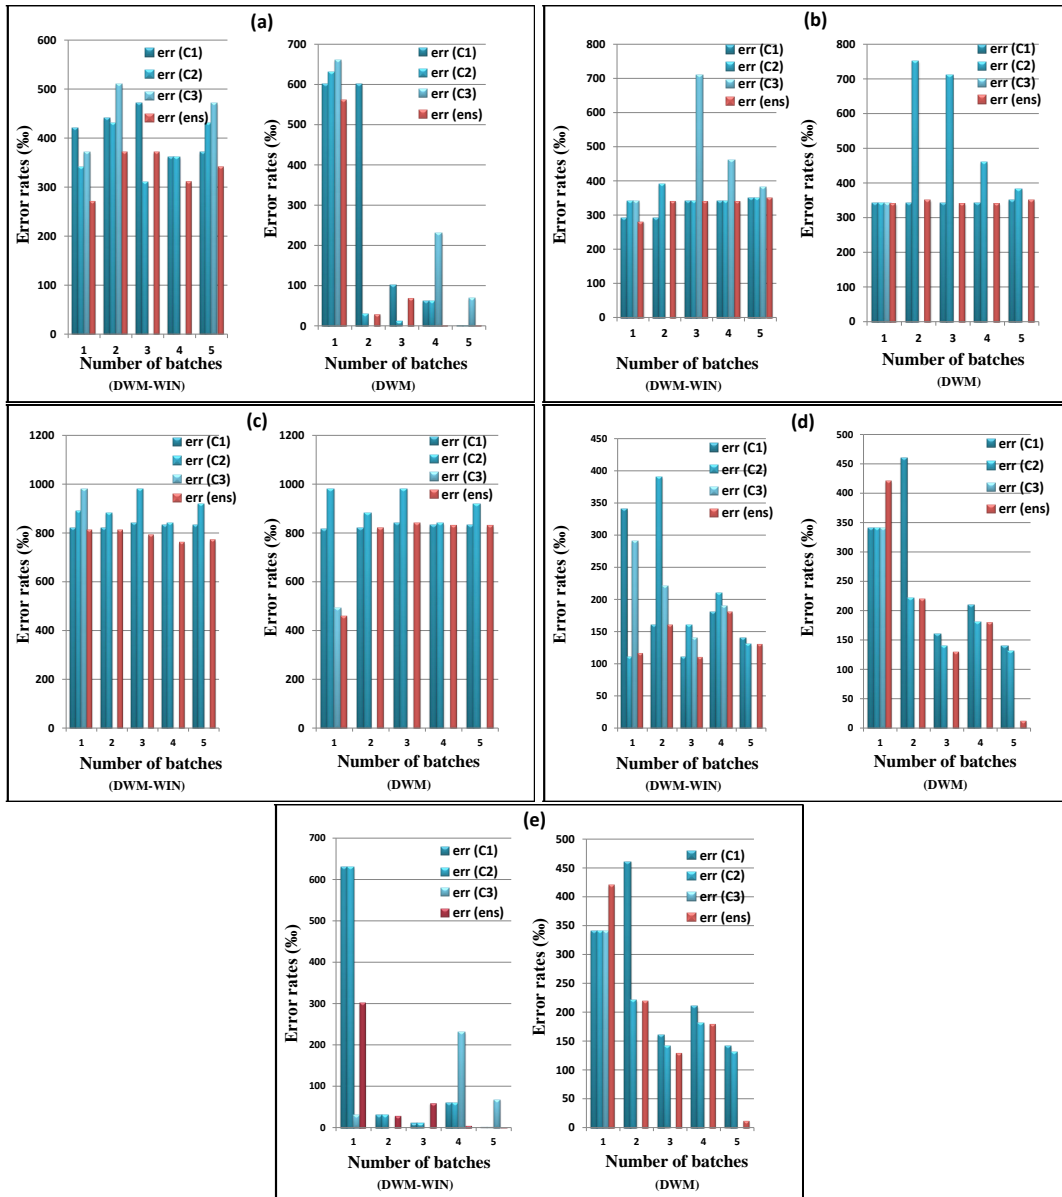 (a)
600
500
400
300
200
100
0
Error rates (‰)
err (C1)
err (C2)
err (C3)
err (ens)
1 2 3 4 5
Number of batches
(DWM-WIN)
700
600
500
400
300
200
100
0
Error rates (‰)
err (C1)
err (C2)
err (C3)
err (ens)
1 2 3 4 5
Number of batches
(DWM)
(b)
800
700
600
500
400
300
200
100
0
Error rates (‰)
err (C1)
err (C2)
err (C3)
err (ens)
1 2 3 4 5
Number of batches
(DWM-WIN)
800
700
600
500
400
300
200
100
0
Error rates (‰)
err (C1)
err (C2)
err (C3)
err (ens)
1 2 3 4 5
Number of batches
(DWM)
(c)
1200
1000
800
600
400
200
0
Error rates (‰)
err (C1)
err (C2)
err (C3)
err (ens)
1 2 3 4 5
Number of batches
(DWM-WIN)
1200
1000
800
600
400
200
0
Error rates (‰)
err (C1)
err (C2)
err (C3)
err (ens)
1 2 3 4 5
Number of batches
(DWM)
(d)
450
400
350
300
250
200
150
100
50
0
Error rates (‰)
err (C1)
err (C2)
err (C3)
err (ens)
1 2 3 4 5
Number of batches
(DWM-WIN)
500
450
400
350
300
250
200
150
100
50
0
Error rates (‰)
err (C1)
err (C2)
err (C3)
err (ens)
1 2 3 4 5
Number of batches
(DWM)
(e)
700
600
500
400
300
200
100
0
Error rates (‰)
err (C1)
err (C2)
err (C3)
err (ens)
1 2 3 4 5
Number of batches
(DWM-WIN)
500
450
400
350
300
250
200
150
100
50
0
Error rates (‰)
err (C1)
err (C2)
err (C3)
err (ens)
1 2 3 4 5
Number of batches
(DWM)